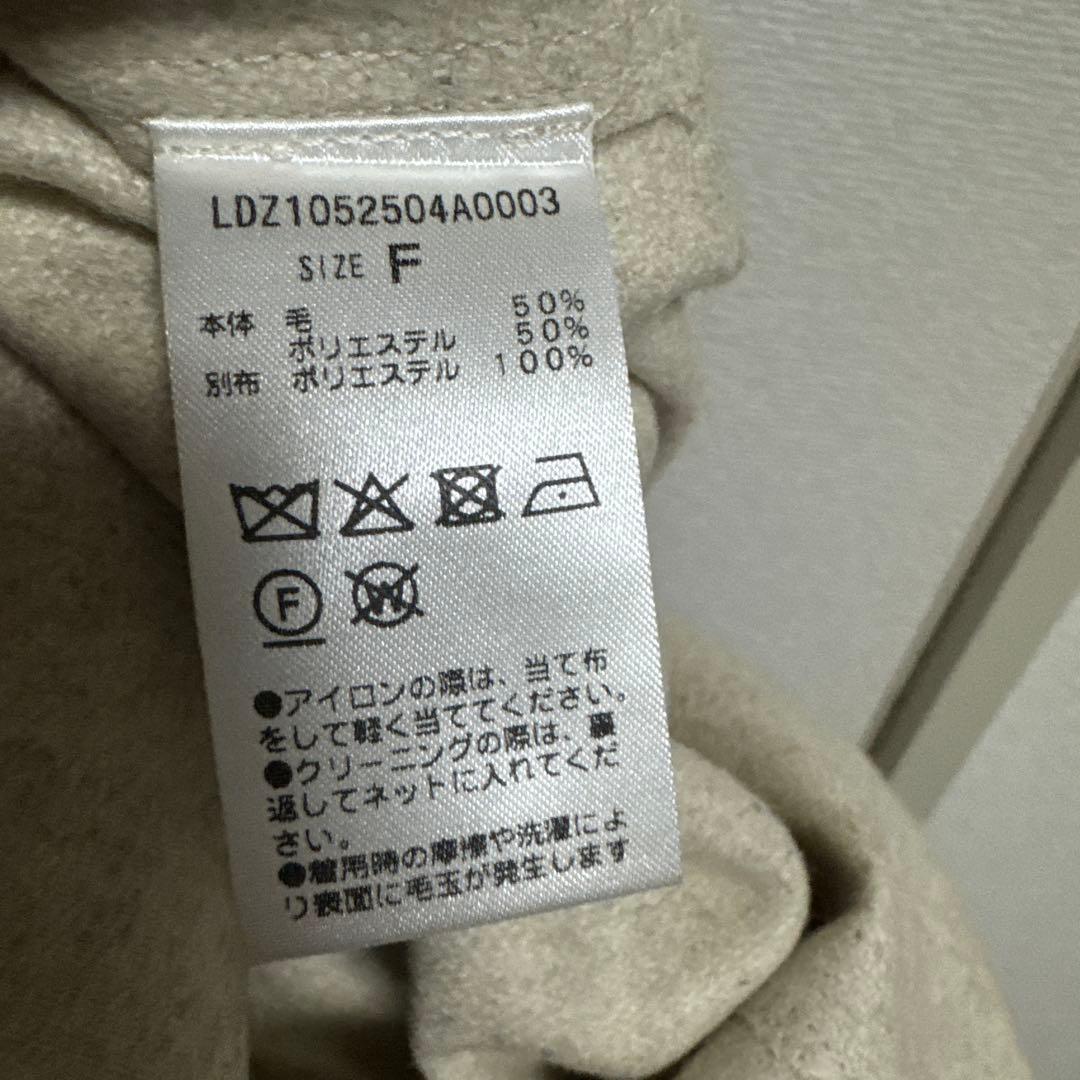 LDZ1052504A0003
SIZE F
本体 毛 50%
ポリエステル 50%
別布 ポリエステル 100%
F
W
●アイロンの際は、当て布
をして軽く当ててください。
●クリーニングの際は、裏
返してネットに入れてくだ
さい。
●着用時の摩擦や洗濯によ
り表面に毛玉が発生します